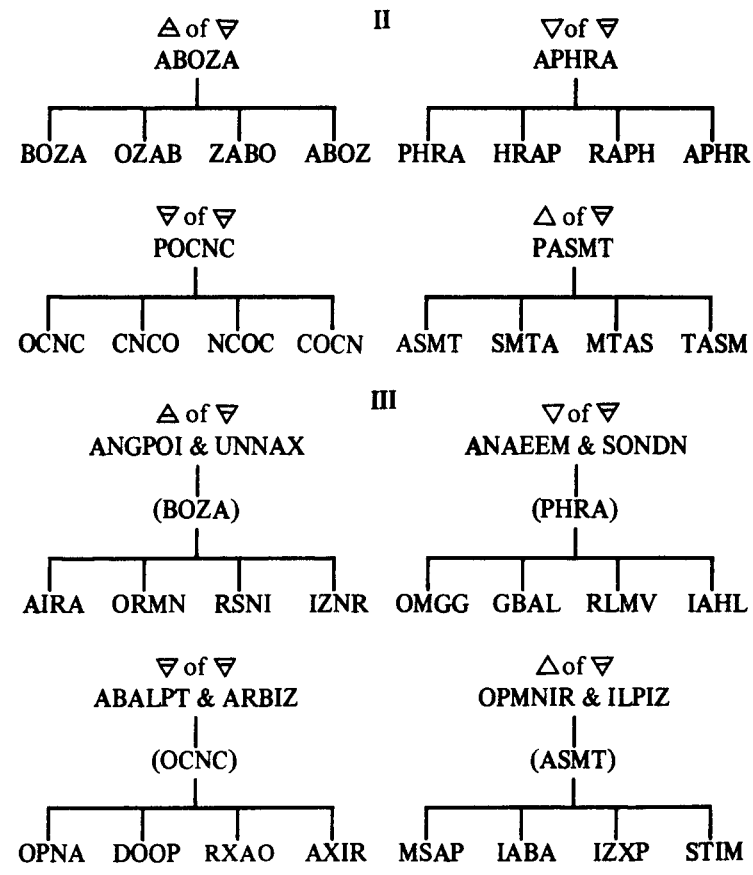 II
🜁 of 🜃 🜄 of 🜃
ABOZA APHRA
BOZA OZAB ZABO ABOZ PHRA HRAP RAPH APHR
🜃 of 🜃 🜂 of 🜃
POCNC PASMT
OCNC CNCO NCOC COCN ASMT SMTA MTAS TASM
III
🜁 of 🜃 🜄 of 🜃
ANGPOI & UNNAX ANAEEM & SONDN
(BOZA) (PHRA)
AIRA ORMN RSNI IZNR OMGG GBAL RLMV IAHL
🜃 of 🜃 🜂 of 🜃
ABALPT & ARBIZ OPMNIR & ILPIZ
(OCNC) (ASMT)
OPNA DOOP RXAO AXIR MSAP IABA IZXP STIM